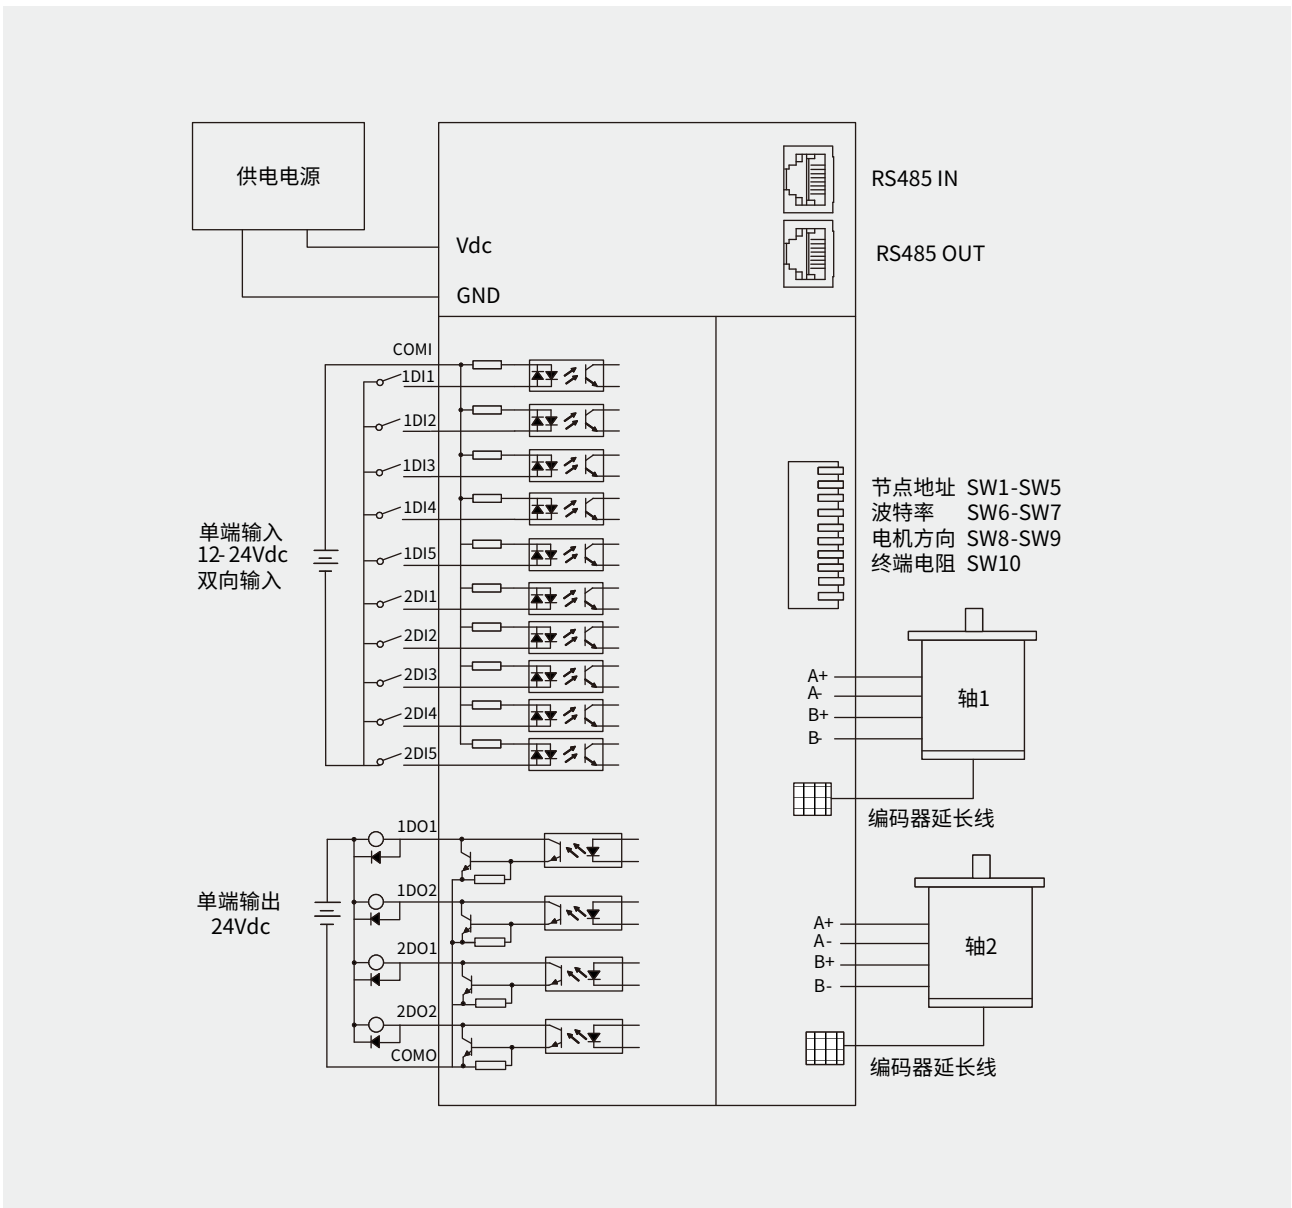 供电电源
Vdc
GND
RS485 IN
RS485 OUT
COMI
1DI1
1DI2
1DI3
1DI4
1DI5
2DI1
2DI2
2DI3
2DI4
2DI5
单端输入
12-24Vdc
双向输入
节点地址 SW1-SW5
波特率 SW6-SW7
电机方向 SW8-SW9
终端电阻 SW10
A+
A-
B+
B-
轴1
编码器延长线
1DO1
1DO2
2DO1
2DO2
COMO
单端输出
24Vdc
A+
A-
B+
B-
轴2
编码器延长线